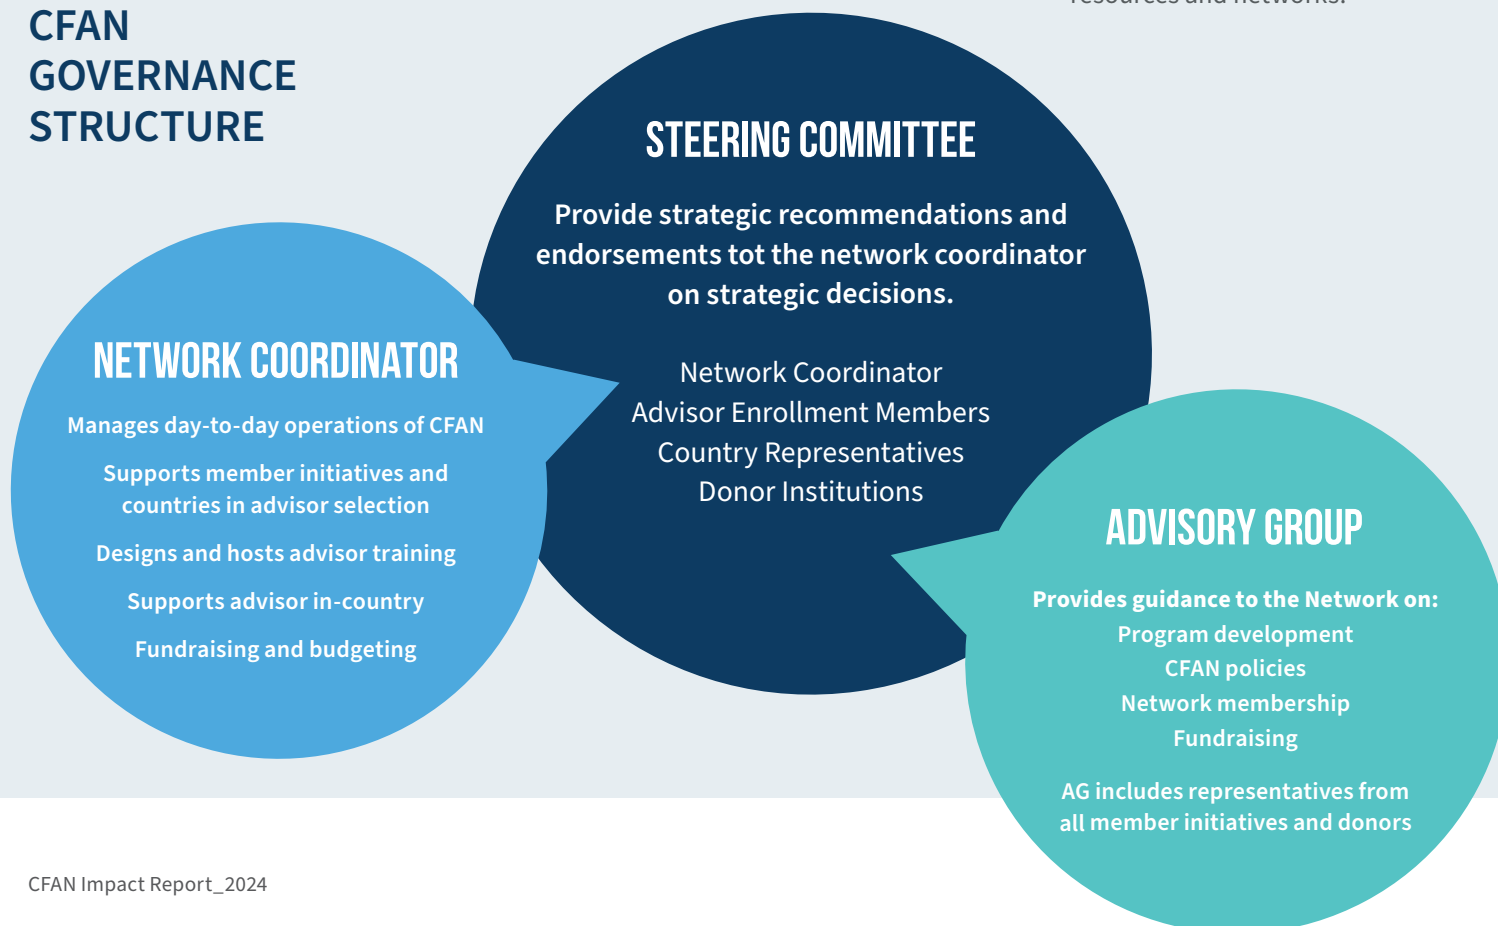 resources and networks.
CFAN
GOVERNANCE
STRUCTURE
STEERING COMMITTEE
Provide strategic recommendations and
endorsements tot the network coordinator
on strategic decisions.
Network Coordinator
Advisor Enrollment Members
Country Representatives
Donor Institutions
NETWORK COORDINATOR
Manages day-to-day operations of CFAN
Supports member initiatives and
countries in advisor selection
Designs and hosts advisor training
Supports advisor in-country
Fundraising and budgeting
ADVISORY GROUP
Provides guidance to the Network on:
Program development
CFAN policies
Network membership
Fundraising
AG includes representatives from
all member initiatives and donors
CFAN Impact Report_2024